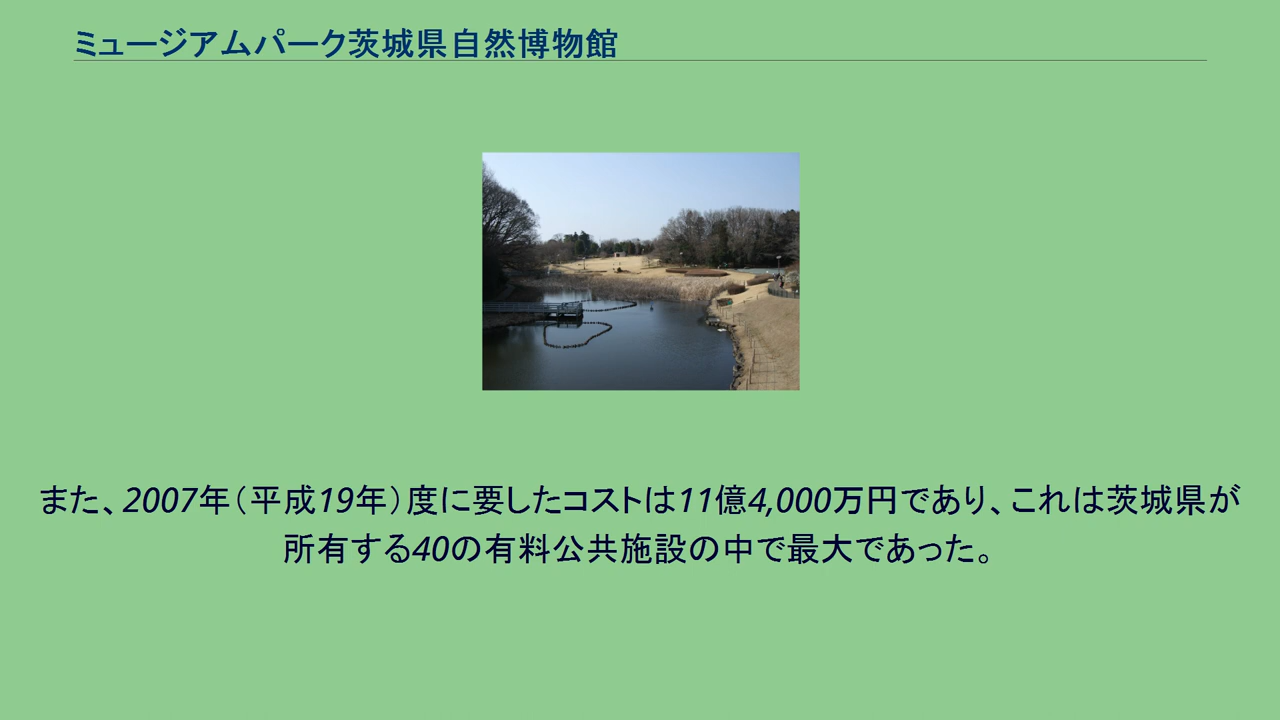 ミュージアムパーク茨城県自然博物館
また、2007年（平成19年）度に要したコストは11億4,000万円であり、これは茨城県が
所有する40の有料公共施設の中で最大であった。